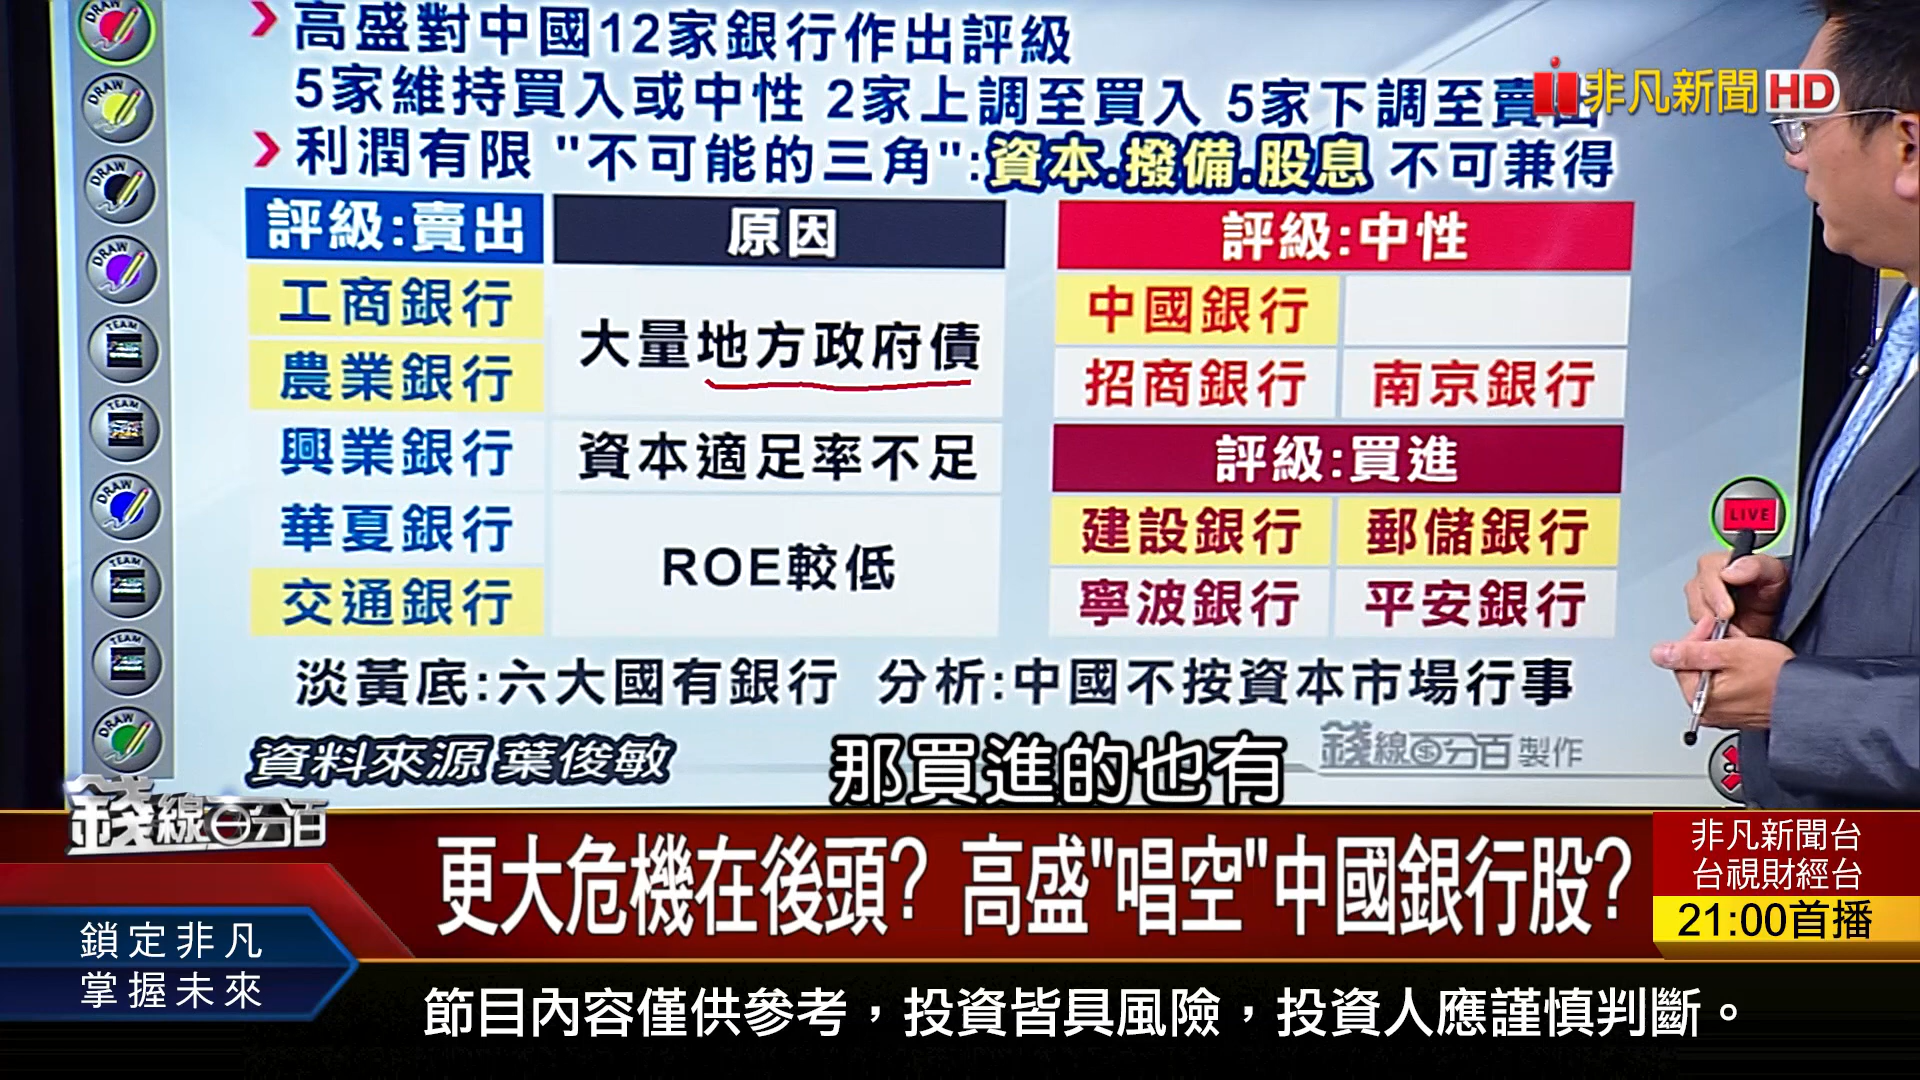 高盛對中國12家銀行作出評級
5家維持買入或中性 2家上調至買入 5家下調至賣出
非凡新聞HD
利潤有限 "不可能的三角":資本.撥備.股息 不可兼得
評級:賣出 原因 評級:中性
工商銀行 大量地方政府債 中國銀行
農業銀行 招商銀行 南京銀行
興業銀行 資本適足率不足 評級:買進
華夏銀行 ROE較低 建設銀行 郵儲銀行
交通銀行 寧波銀行 平安銀行
淡黃底:六大國有銀行 分析:中國不按資本市場行事
資料來源 葉俊敏
錢線百分百 製作
那買進的也有
DRAW
DRAW
DRAW
DRAW
TEAM
TEAM
DRAW
TEAM
TEAM
DRAW
LIVE
錢線百分百
更大危機在後頭? 高盛"唱空"中國銀行股?
非凡新聞台
台視財經台
21:00首播
鎖定非凡
掌握未來
節目內容僅供參考，投資皆具風險，投資人應謹慎判斷。